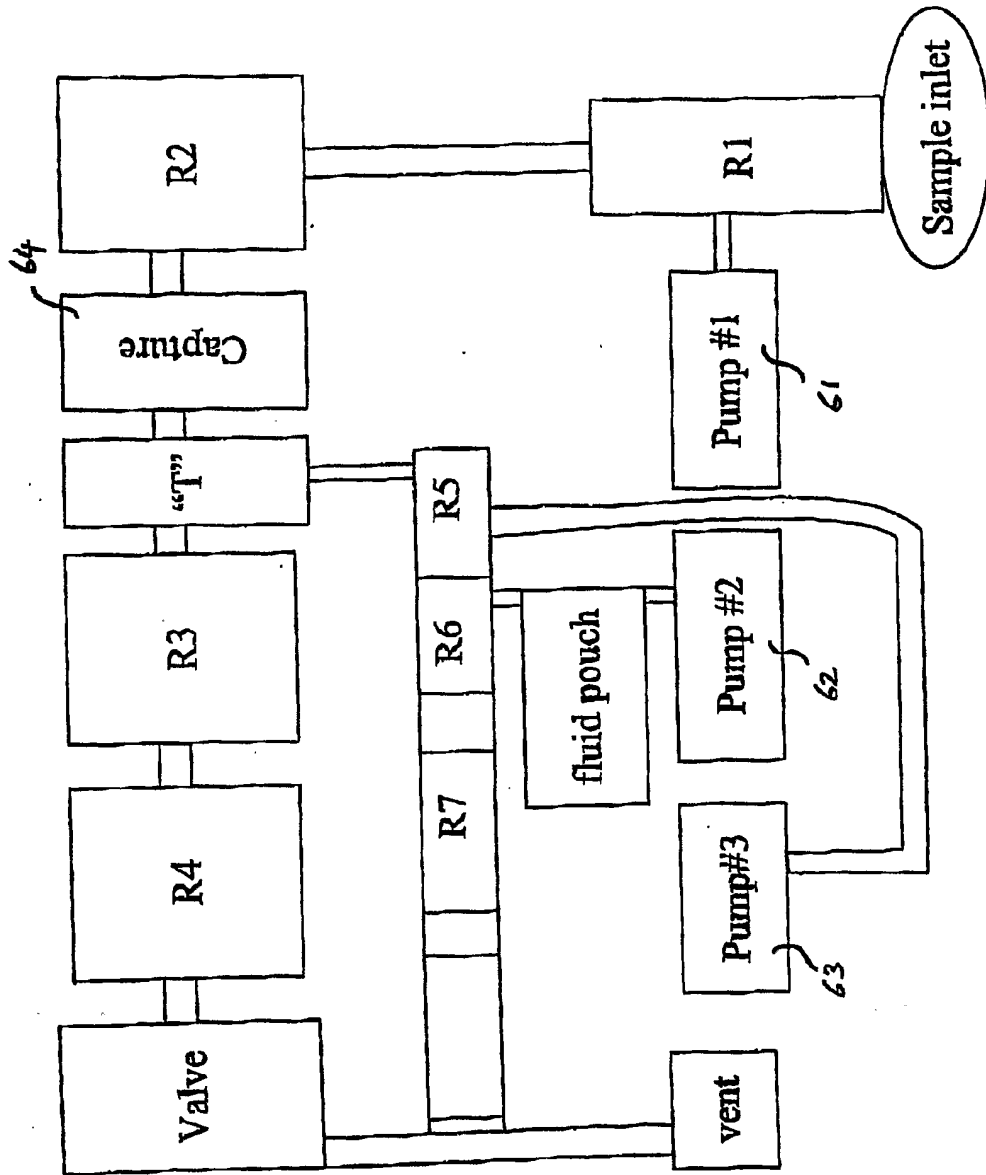 Valve
R4
R3
“T”
Capture
64
R2
R7
R6
R5
fluid pouch
vent
Pump#3
63
Pump #2
62
Pump #1
61
R1
Sample inlet